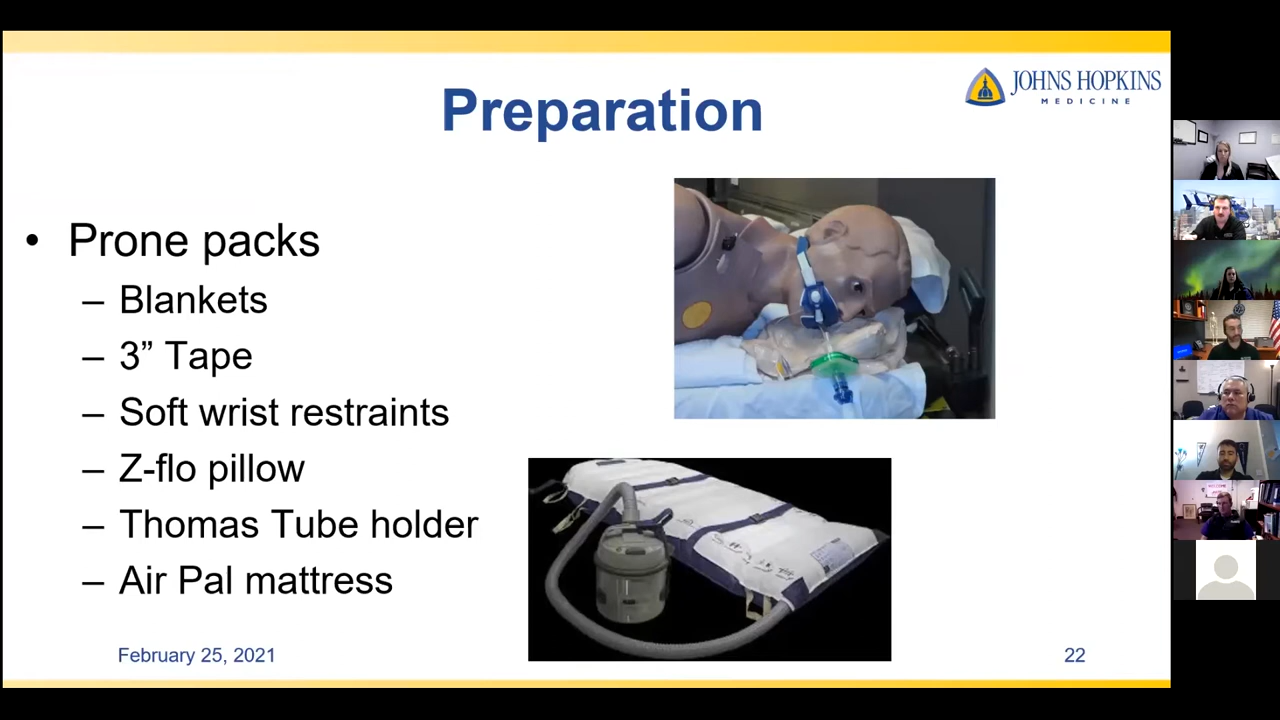 Preparation
JOHNS HOPKINS
MEDICINE
• Prone packs
– Blankets
– 3” Tape
– Soft wrist restraints
– Z-flo pillow
– Thomas Tube holder
– Air Pal mattress
February 25, 2021
22